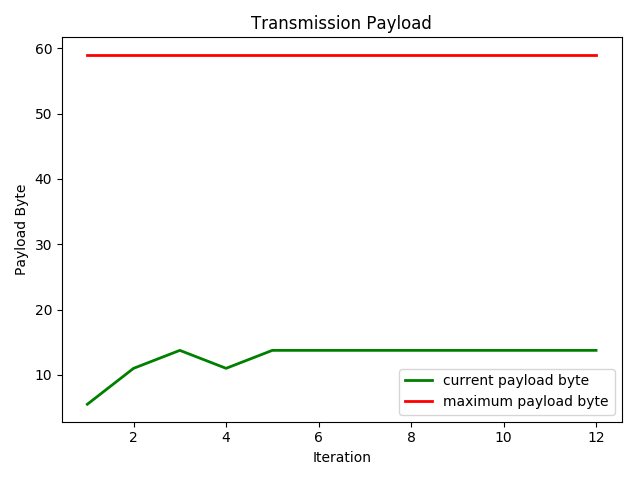 Transmission Payload
60
50
40
30
20
10
Payload Byte
2 4 6 8 10 12
Iteration
current payload byte
maximum payload byte